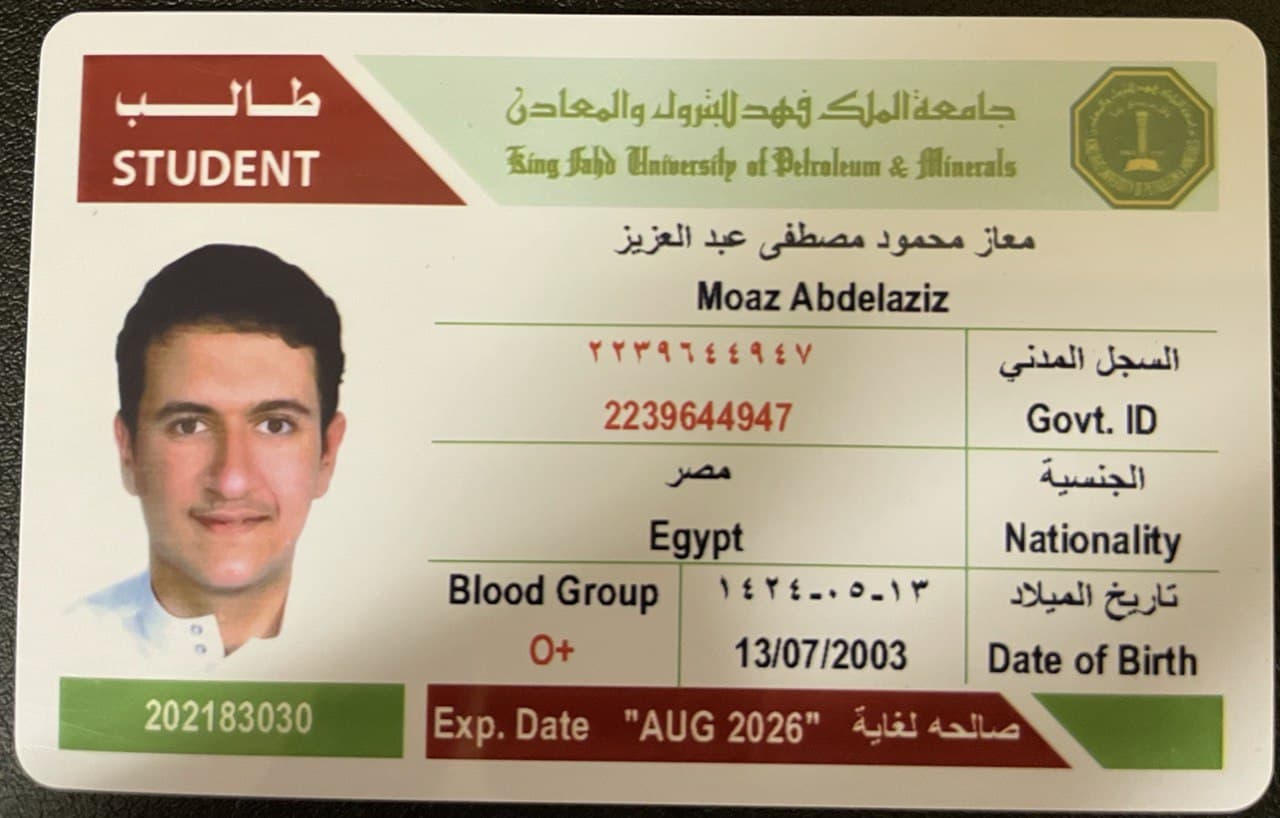 طالب
STUDENT
جامعة الملك فهد للبترول والمعادن
King Fahd University of Petroleum & Minerals
معاز محمود مصطفى عبد العزيز
Moaz Abdelaziz
السجل المدني ٢٢٣٩٦٤٤٩٤٧
2239644947 Govt. ID
الجنسية مصر
Egypt Nationality
تاريخ الميلاد ١٤٢٤-٠٥-١٣
Blood Group
O+ 13/07/2003 Date of Birth
202183030
Exp. Date "AUG 2026" صالحه لغاية